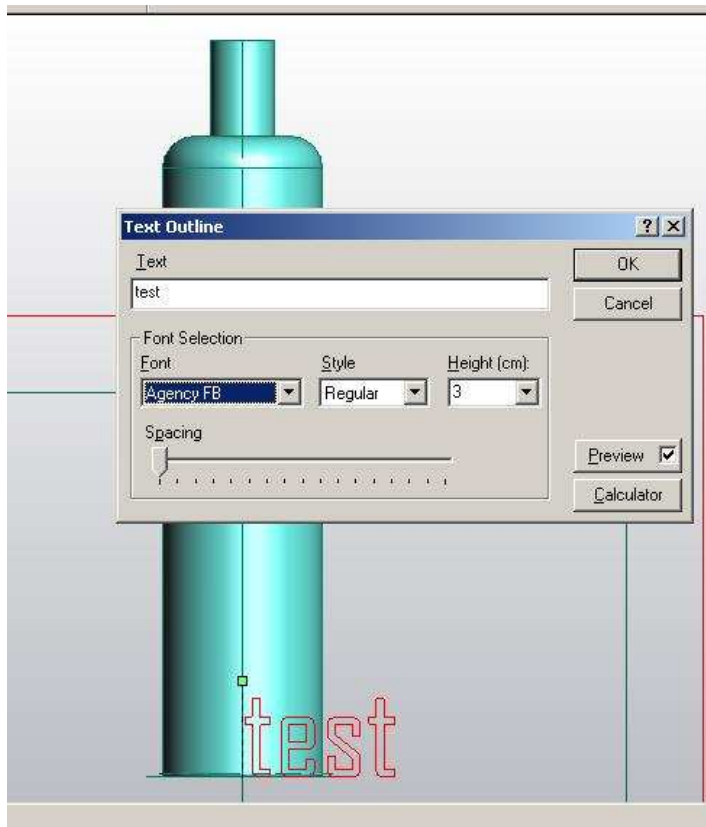 Text Outline
Text
test
OK
Cancel
Font Selection
Font
Style
Height (cm):
Agency FB
Regular
3
Spacing
Preview
Calculator
test